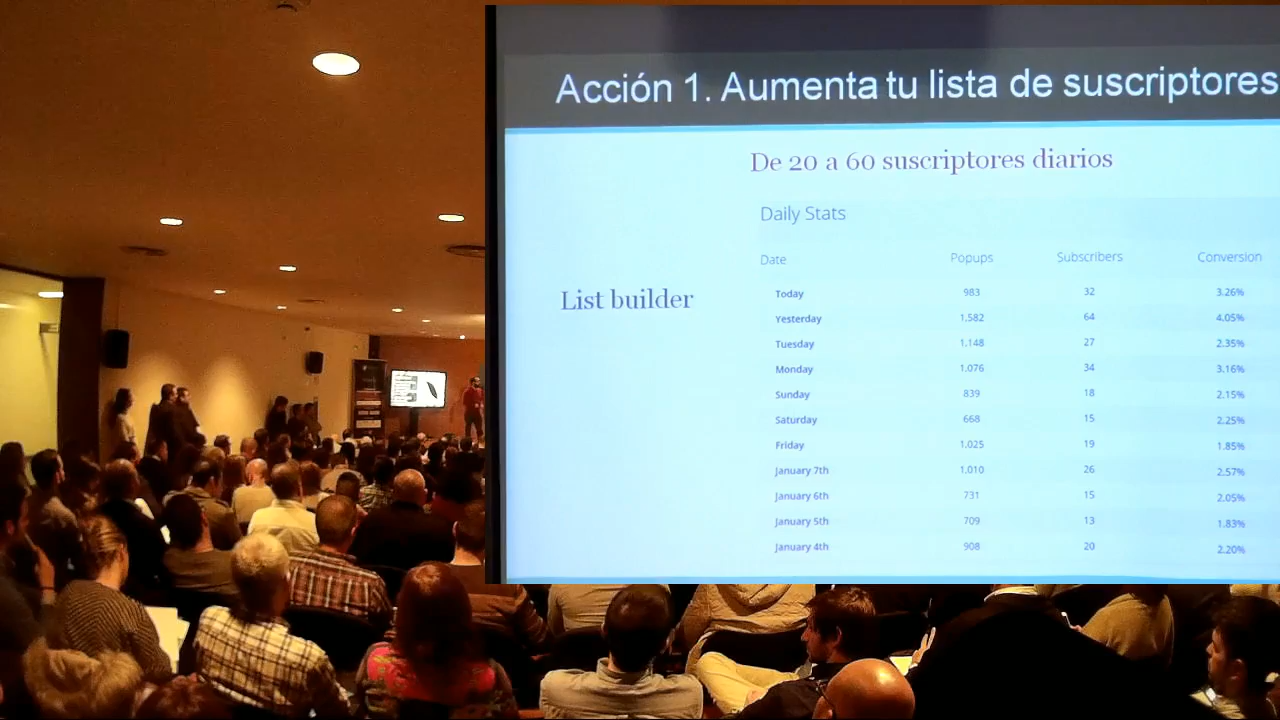 Acción 1. Aumenta tu lista de suscriptores
De 20 a 60 suscriptores diarios
Daily Stats
Date Popups Subscribers Conversion
List builder
Today 983 32 3.26%
Yesterday 1.582 64 4.05%
Tuesday 1.148 27 2.35%
Monday 1.076 34 3.16%
Sunday 839 18 2.15%
Saturday 668 15 2.25%
Friday 1.025 19 1.85%
January 7th 1.010 26 2.57%
January 6th 731 15 2.05%
January 5th 709 13 1.83%
January 4th 908 20 2.20%